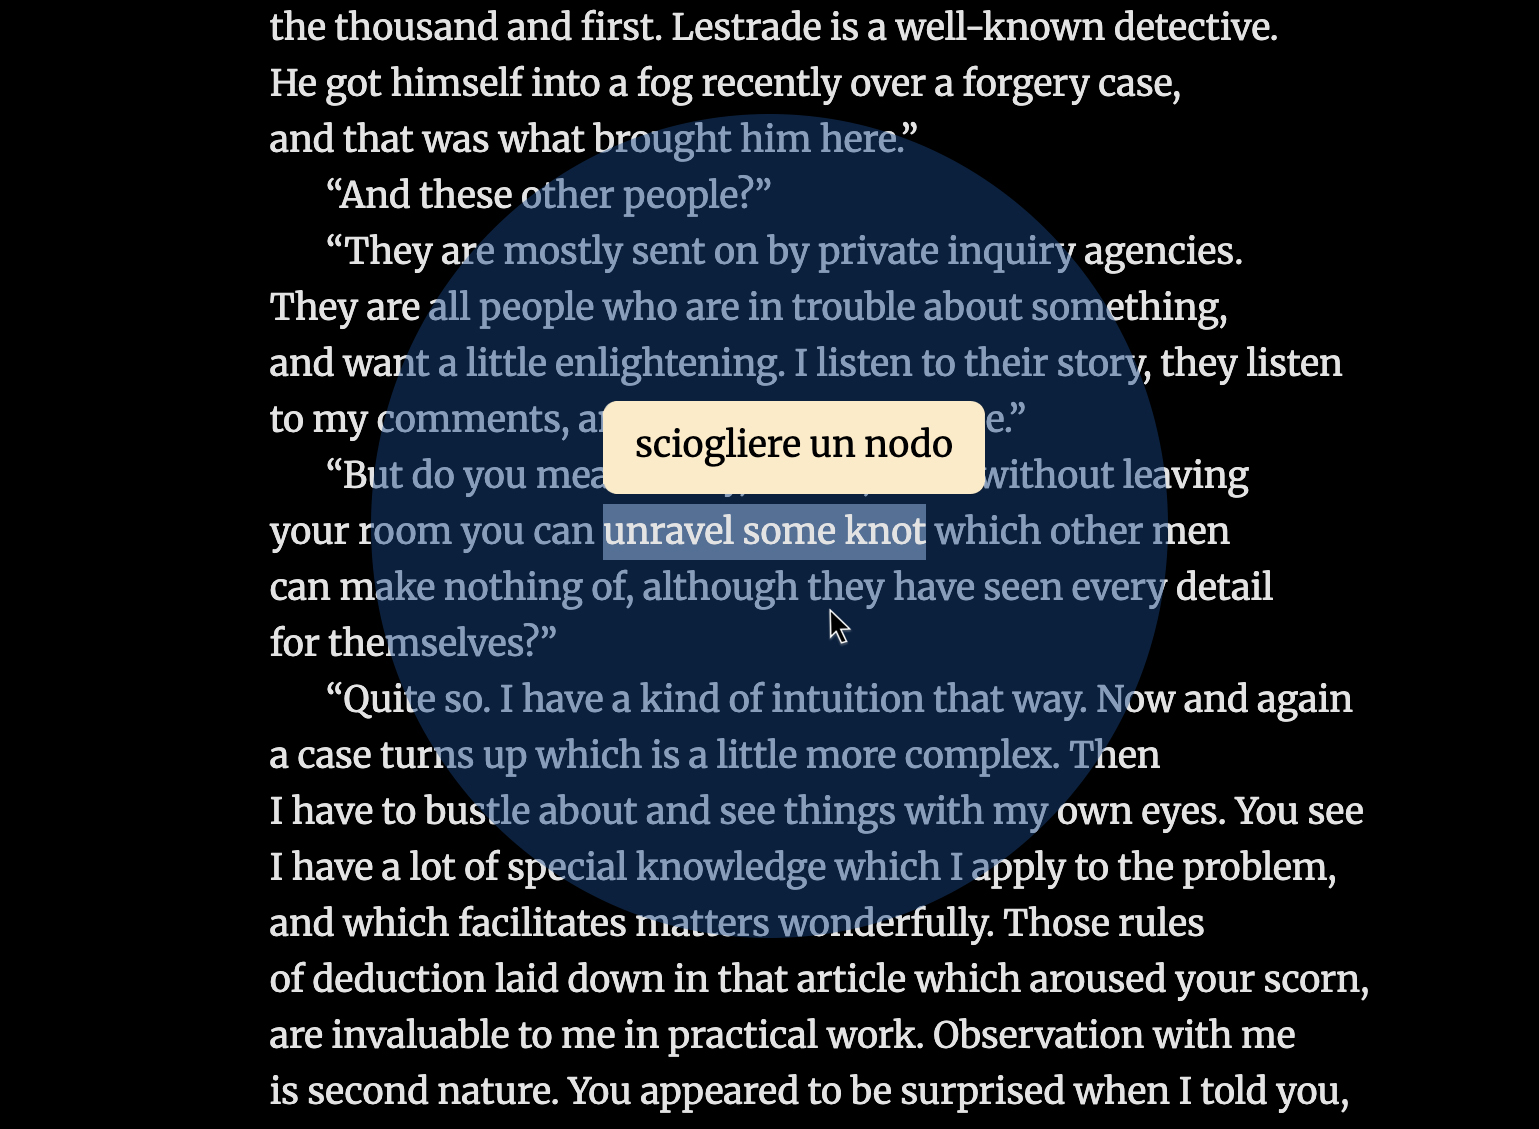 the thousand and first. Lestrade is a well-known detective.
He got himself into a fog recently over a forgery case,
and that was what brought him here.”
“And these other people?”
“They are mostly sent on by private inquiry agencies.
They are all people who are in trouble about something,
and want a little enlightening. I listen to their story, they listen
to my comments, e.”
sciogliere un nodo
“But do you without leaving
your room you can unravel some knot which other men
can make nothing of, although they have seen every detail
for themselves?”
“Quite so. I have a kind of intuition that way. Now and again
a case turns up which is a little more complex. Then
I have to bustle about and see things with my own eyes. You see
I have a lot of special knowledge which I apply to the problem,
and which facilitates matters wonderfully. Those rules
of deduction laid down in that article which aroused your scorn,
are invaluable to me in practical work. Observation with me
is second nature. You appeared to be surprised when I told you,